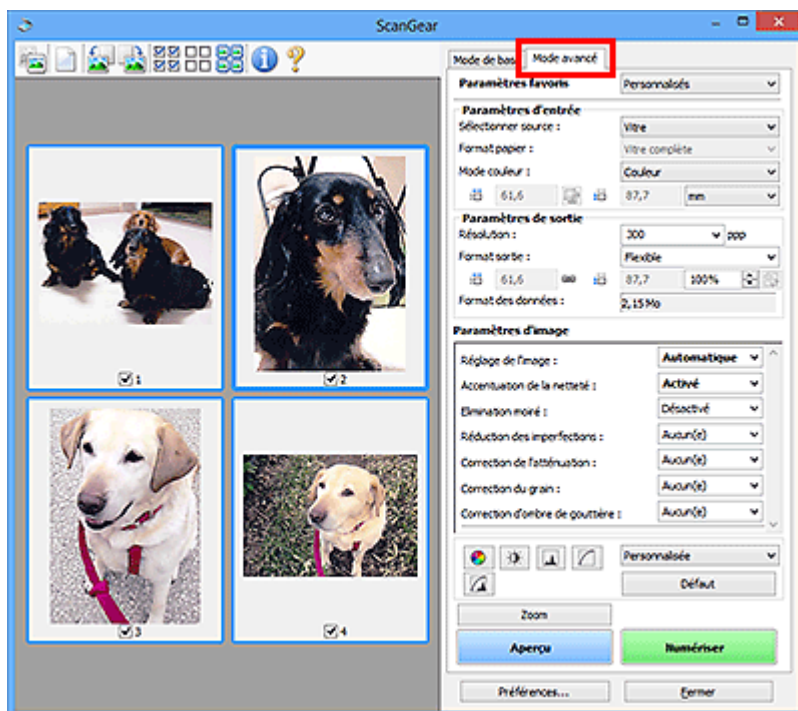 ScanGear
Mode de base Mode avancé
Paramètres favoris Personnalisés
Paramètres d'entrée
Sélectionner source : Vitre
Format papier : Vitre complète
Mode couleur : Couleur
61,6 87,7 mm
Paramètres de sortie
Résolution : 300 ppp
Format sortie : Flexible
61,6 87,7 100%
Format des données : 2,15 Mo
Paramètres d'image
Réglage de l'image : Automatique
Accentuation de la netteté : Activé
Elimination moiré : Désactivé
Réduction des imperfections : Aucun(e)
Correction de l'atténuation : Aucun(e)
Correction du grain : Aucun(e)
Correction d'ombre de gouttière : Aucun(e)
Personnalisée
Défaut
Zoom
Aperçu Numériser
Préférences... Fermer
1
2
3
4